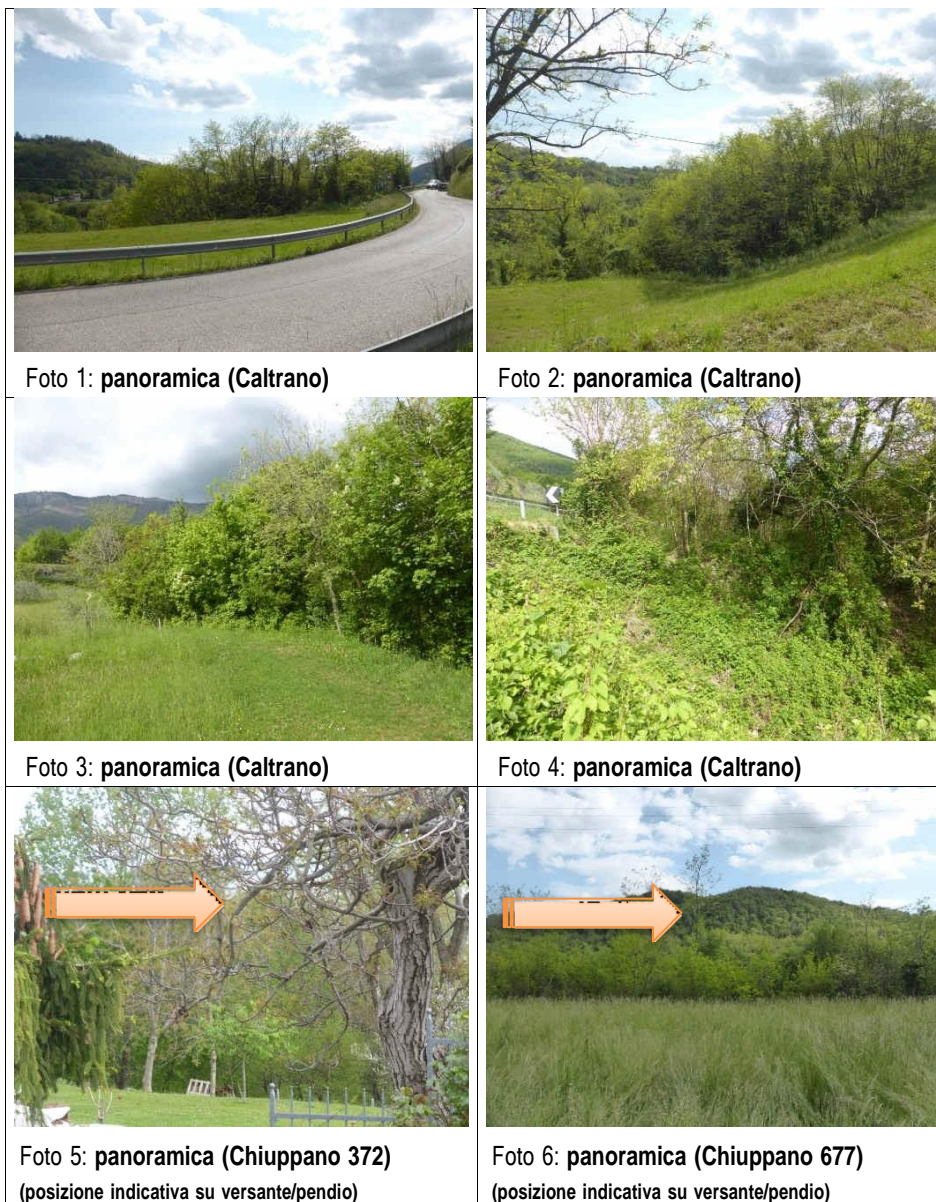 Foto 1: panoramica (Caltrano)
Foto 2: panoramica (Caltrano)
Foto 3: panoramica (Caltrano)
Foto 4: panoramica (Caltrano)
Foto 5: panoramica (Chiuppano 372)
(posizione indicativa su versante/pendio)
Foto 6: panoramica (Chiuppano 677)
(posizione indicativa su versante/pendio)